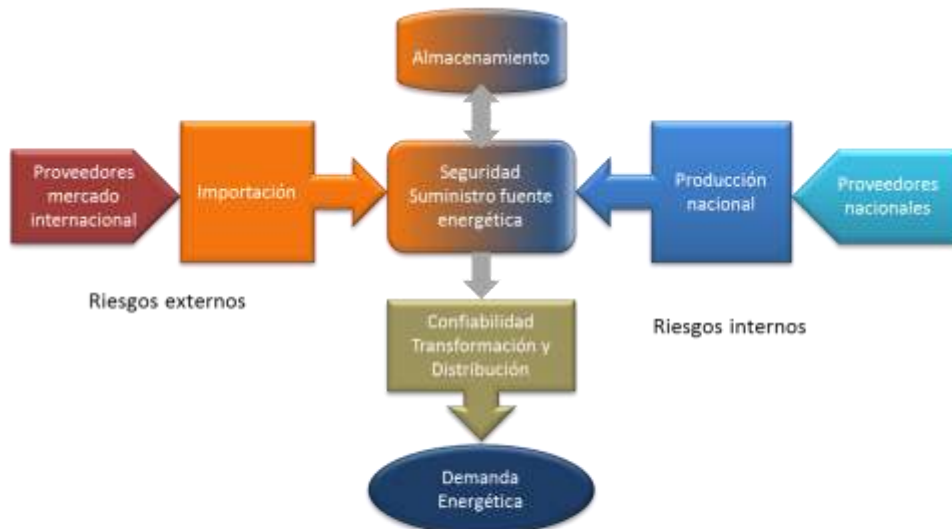 Almacenamiento
Proveedores
mercado
internacional
Importación
Seguridad
Suministro fuente
energética
Producción
nacional
Proveedores
nacionales
Riesgos externos
Riesgos internos
Confiabilidad
Transformación y
Distribución
Demanda
Energética